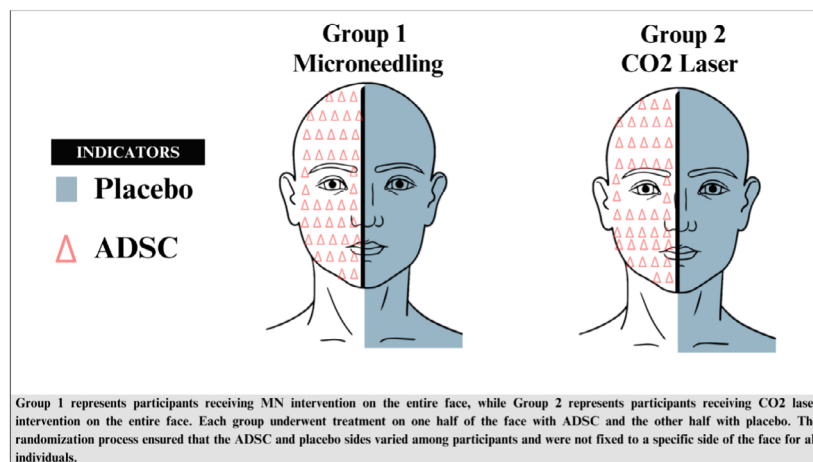 Group 1
Microneedling
Group 2
CO2 Laser
INDICATORS
Placebo
ADSC
Group 1 represents participants receiving MN intervention on the entire face, while Group 2 represents participants receiving CO2 lase
intervention on the entire face. Each group underwent treatment on one half of the face with ADSC and the other half with placebo. Th
randomization process ensured that the ADSC and placebo sides varied among participants and were not fixed to a specific side of the face for al
individuals.